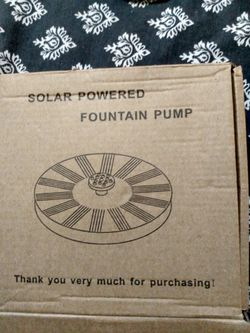 SOLAR POWERED
FOUNTAIN PUMP
Thank you very much for purchasing!